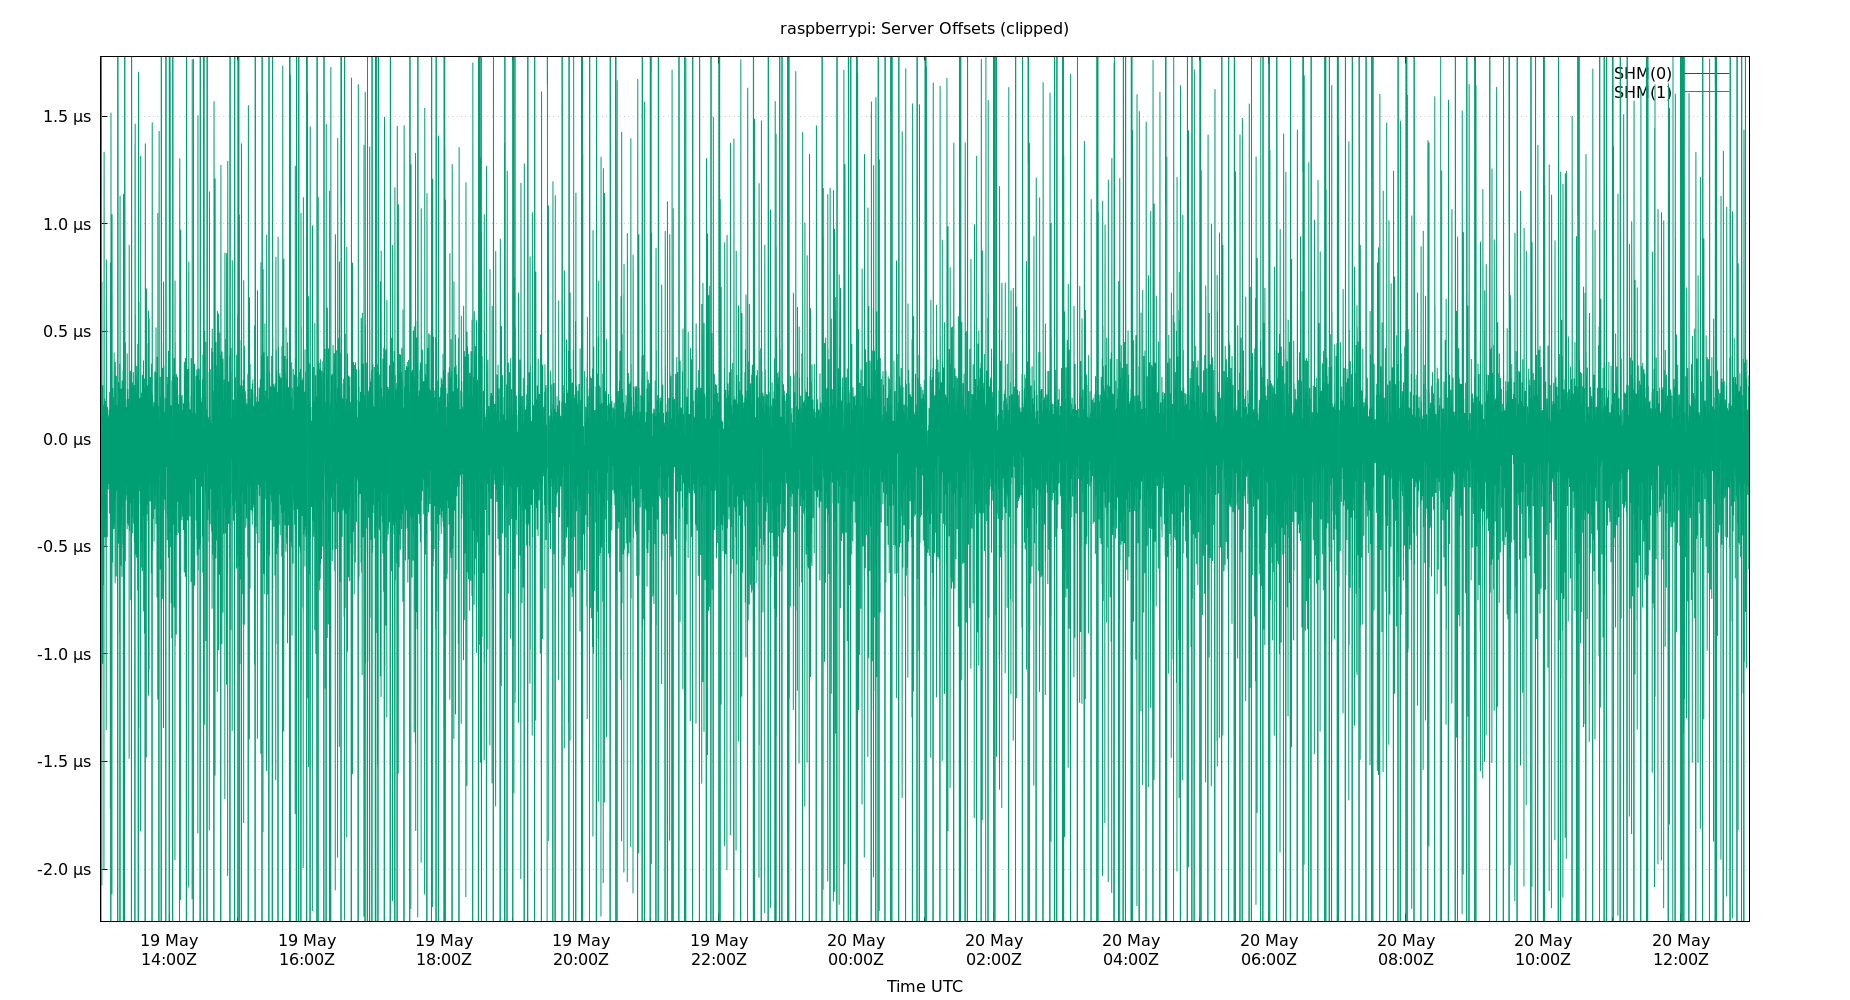 raspberrypi: Server Offsets (clipped)
SHM(0)
SHM(1)
1.5 µs
1.0 µs
0.5 µs
0.0 µs
-0.5 µs
-1.0 µs
-1.5 µs
-2.0 µs
19 May 19 May 19 May 19 May 19 May 20 May 20 May 20 May 20 May 20 May 20 May 20 May
14:00Z 16:00Z 18:00Z 20:00Z 22:00Z 00:00Z 02:00Z 04:00Z 06:00Z 08:00Z 10:00Z 12:00Z
Time UTC